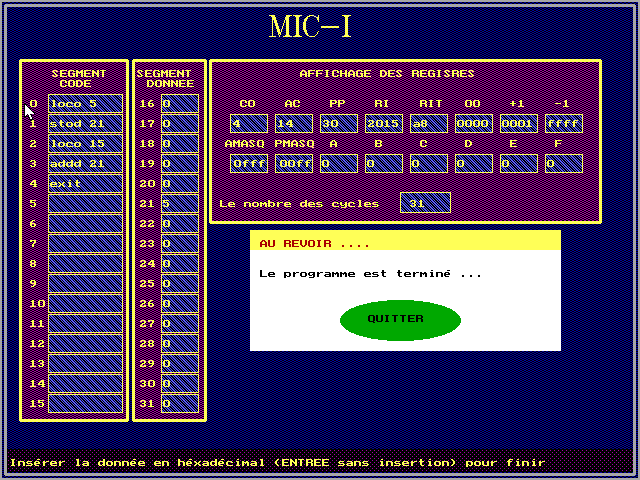 MIC-I
SEGMENT
CODE
0 loco 5
1 stod 21
2 loco 15
3 addd 21
4 exit
5
6
7
8
9
10
11
12
13
14
15
SEGMENT
DONNEE
16 0
17 0
18 0
19 0
20 0
21 5
22 0
23 0
24 0
25 0
26 0
27 0
28 0
29 0
30 0
31 0
AFFICHAGE DES REGISRES
CO AC PP RI RIT 00 +1 -1
4 14 30 2015 a8 0000 0001 ffff
AMASQ PMASQ A B C D E F
0fff 00ff 0 0 0 0 0 0
Le nombre des cycles 31
AU REVOIR ....
Le programme est terminé ...
QUITTER
Insérer la donnée en héxadécimal (ENTREE sans insertion) pour finir